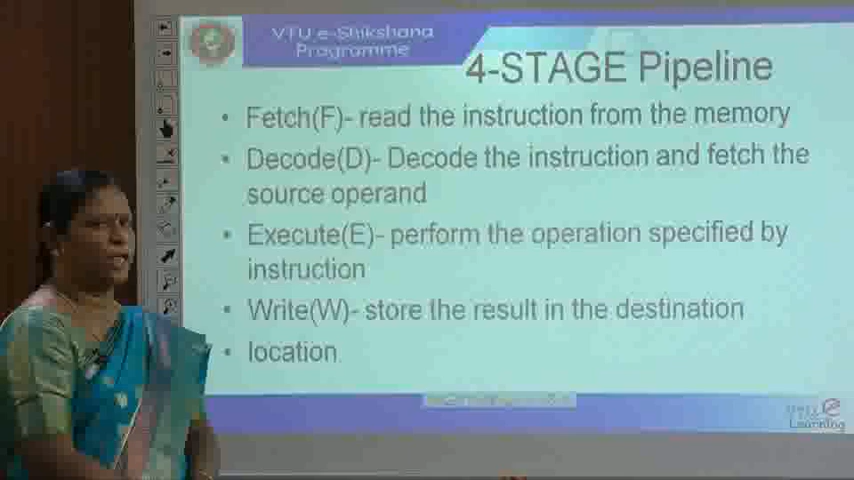 VTU e-Shikshana
Programme
4-STAGE Pipeline
• Fetch(F)- read the instruction from the memory
• Decode(D)- Decode the instruction and fetch the
source operand
• Execute(E)- perform the operation specified by
instruction
• Write(W)- store the result in the destination
• location
Learning